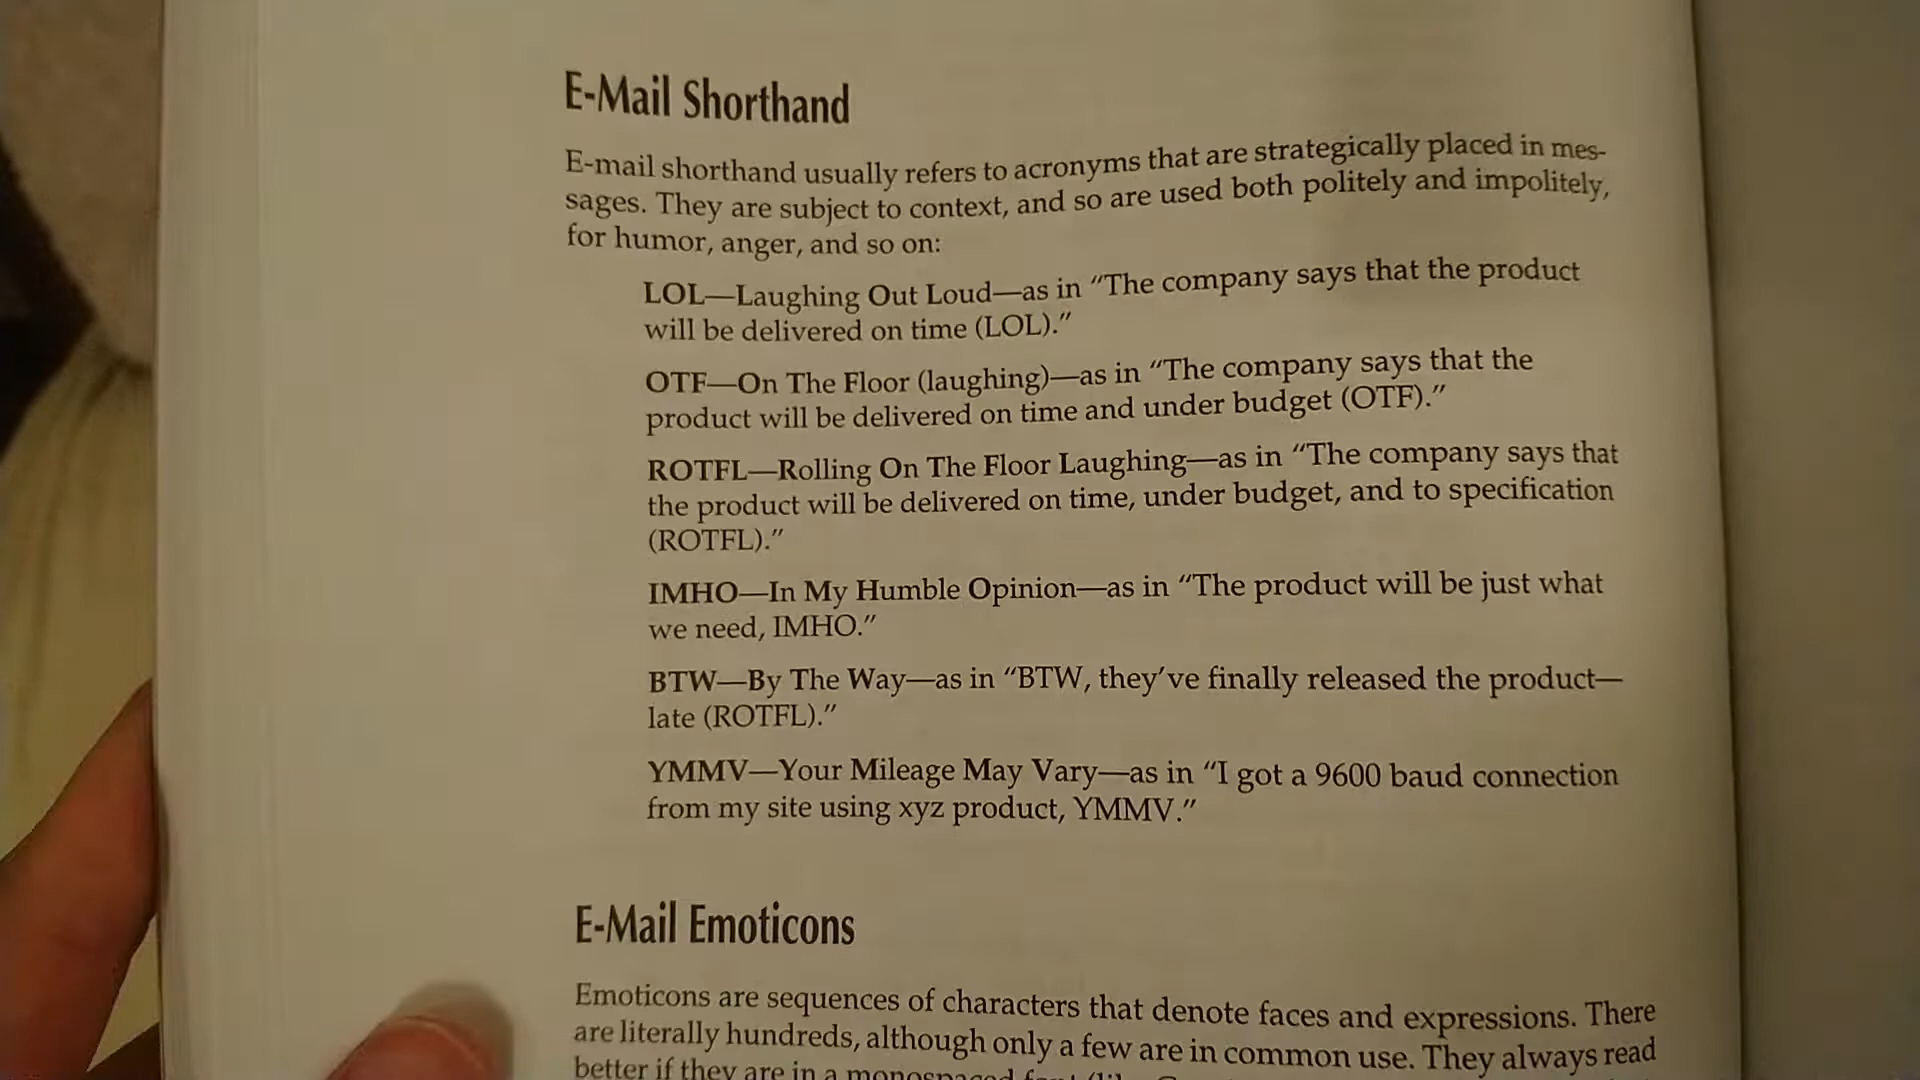 E-Mail Shorthand
E-mail shorthand usually refers to acronyms that are strategically placed in mes-
sages. They are subject to context, and so are used both politely and impolitely,
for humor, anger, and so on:
LOL—Laughing Out Loud—as in “The company says that the product
will be delivered on time (LOL).”
OTF—On The Floor (laughing)—as in “The company says that the
product will be delivered on time and under budget (OTF).”
ROTFL—Rolling On The Floor Laughing—as in “The company says that
the product will be delivered on time, under budget, and to specification
(ROTFL).”
IMHO—In My Humble Opinion—as in “The product will be just what
we need, IMHO.”
BTW—By The Way—as in “BTW, they’ve finally released the product—
late (ROTFL).”
YMMV—Your Mileage May Vary—as in “I got a 9600 baud connection
from my site using xyz product, YMMV.”
E-Mail Emoticons
Emoticons are sequences of characters that denote faces and expressions. There
are literally hundreds, although only a few are in common use. They always read
better if they are in a monospaced font